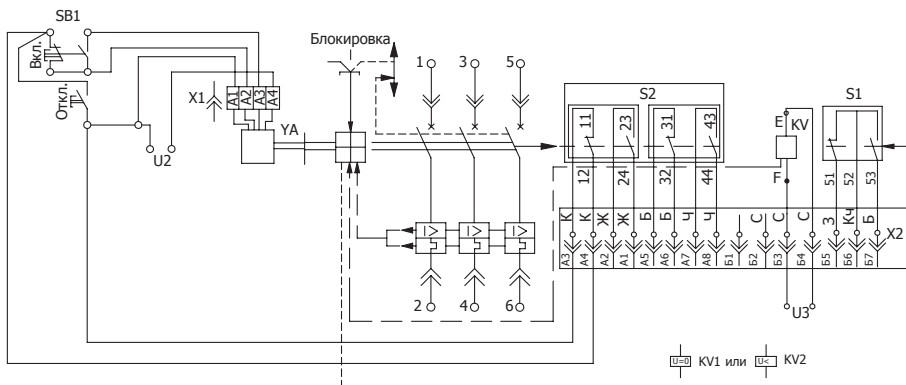 SB1
Вкл.
Откл.
X1
A1
A2
A3
A4
YA
U2
Блокировка
1
3
5
2
4
6
I>
I>
I>
S2
11
23
31
43
12
24
32
44
E
KV
F
S1
51
52
53
К
К
Ж
Ж
Б
Б
Ч
Ч
С
С
С
З
Кч
Б
X2
А3
А4
А2
А1
А5
А6
А7
А8
Б1
Б2
Б3
Б4
Б5
Б6
Б7
U3
U=0 KV1 или U< KV2